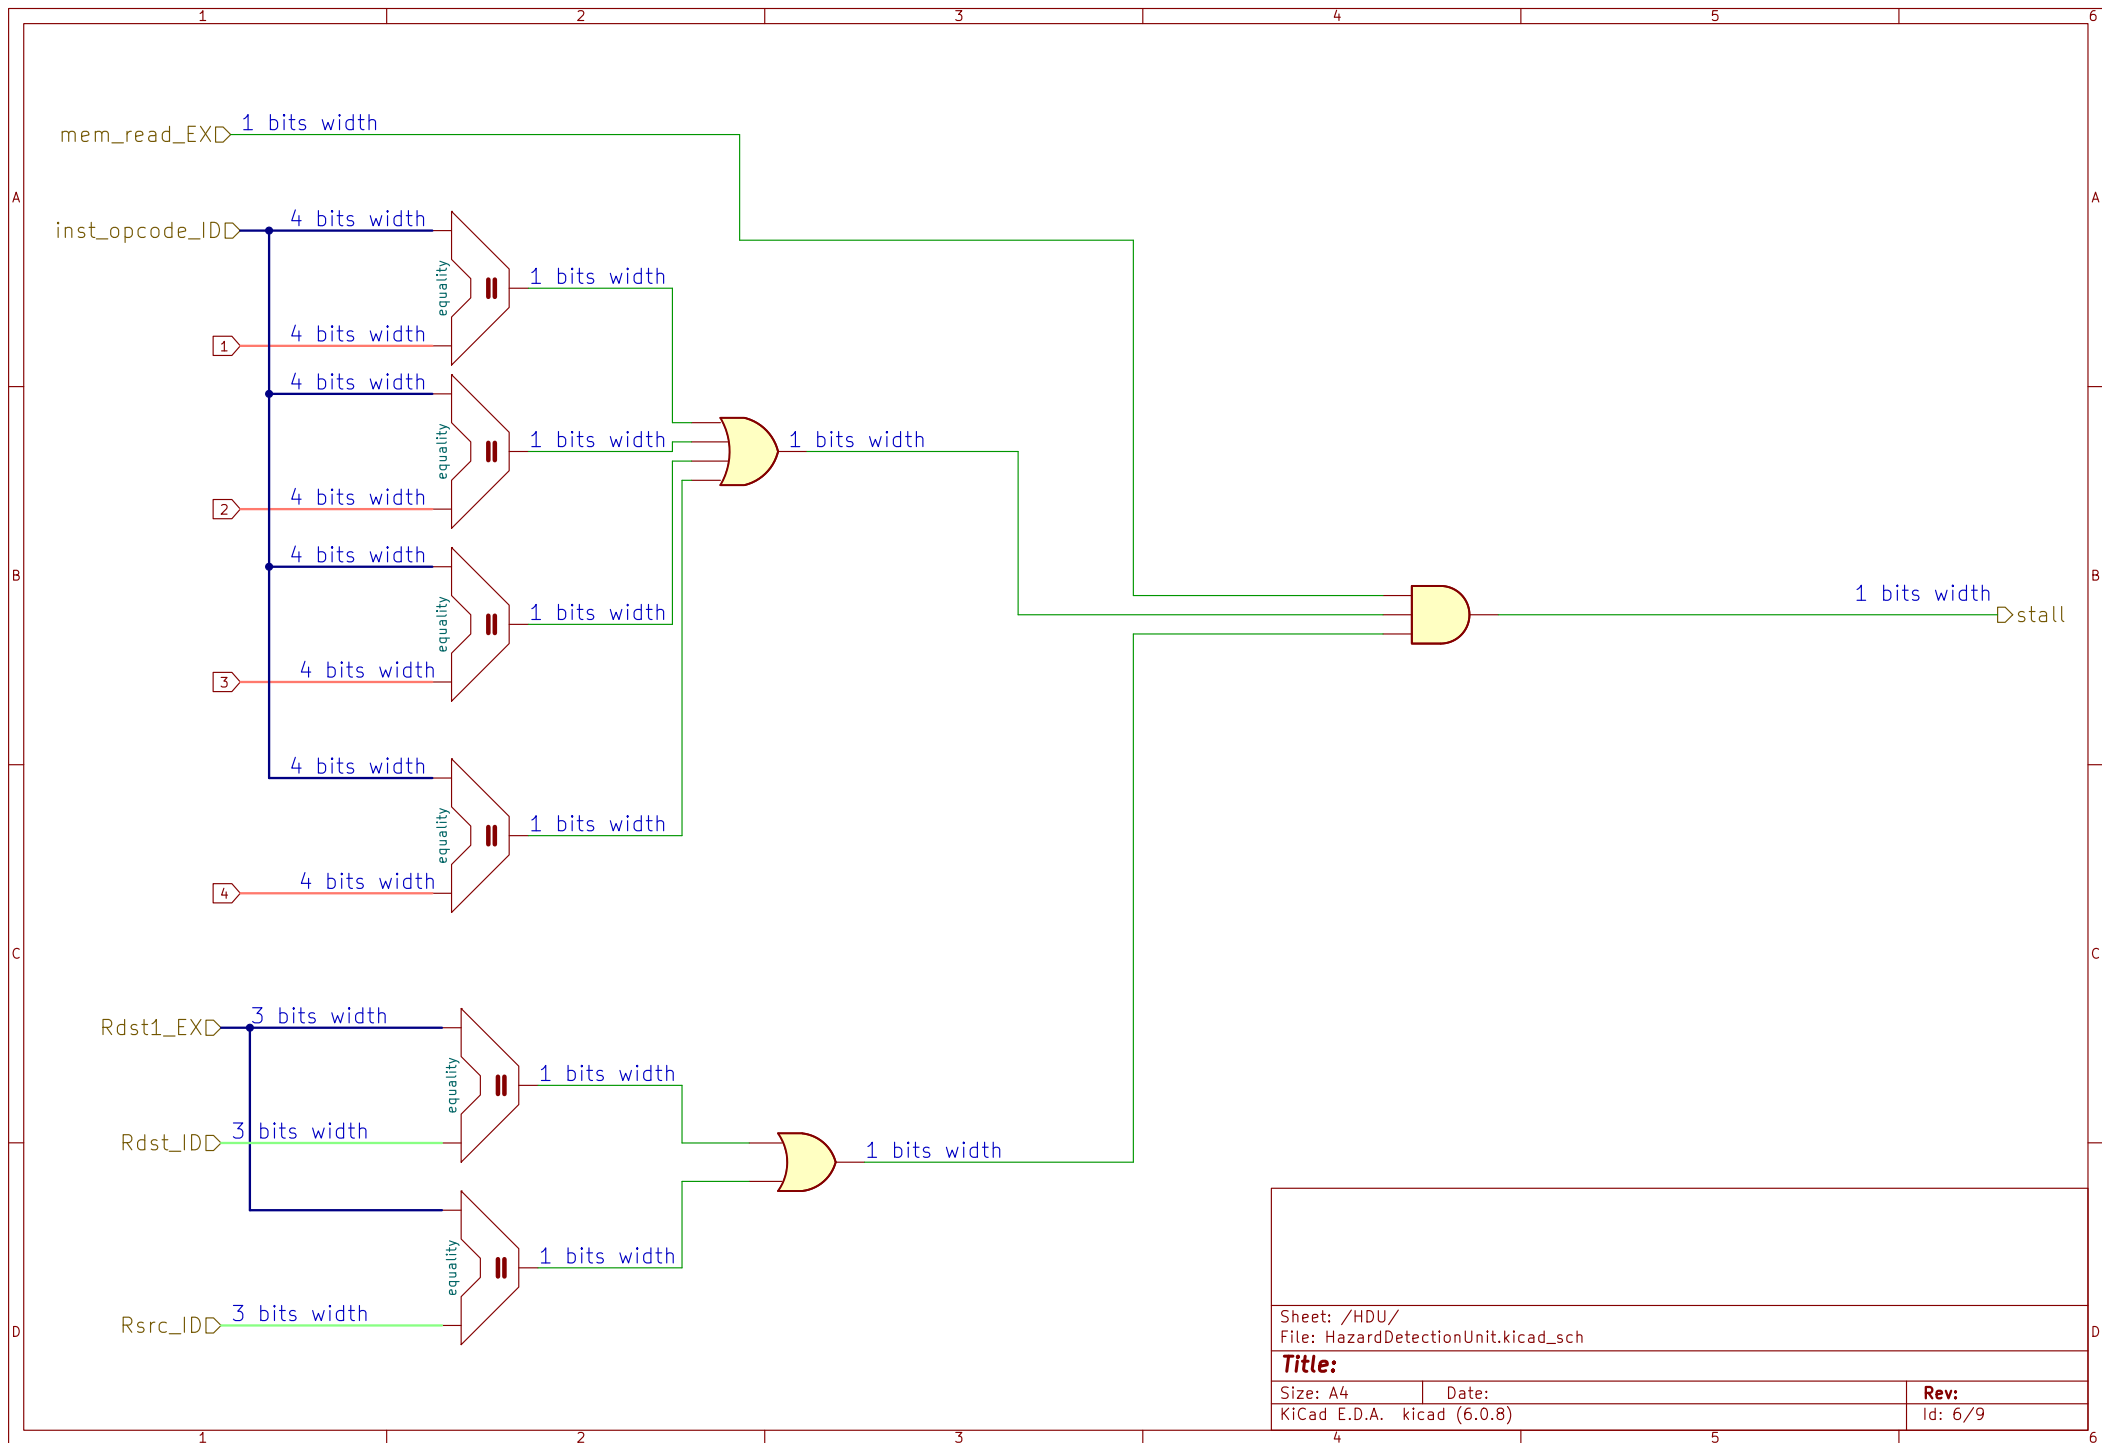 1 2 3 4 5 6
mem_read_EX 1 bits width
A A
inst_opcode_ID 4 bits width
equality
1 bits width
1 4 bits width
4 bits width
equality
1 bits width 1 bits width
2 4 bits width
4 bits width
B B
equality
1 bits width 1 bits width
stall
3 4 bits width
4 bits width
equality
1 bits width
4 4 bits width
C C
Rdst1_EX 3 bits width
equality
1 bits width
Rdst_ID 3 bits width
1 bits width
equality
1 bits width
Rsrc_ID 3 bits width
D D
Sheet: /HDU/
File: HazardDetectionUnit.kicad_sch
Title:
Size: A4 Date: Rev:
KiCad E.D.A. kicad (6.0.8) Id: 6/9
1 2 3 4 5 6